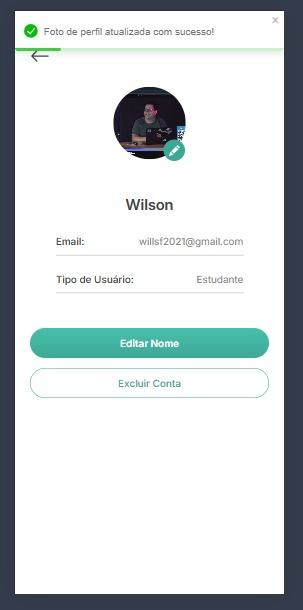 Foto de perfil atualizada com sucesso!
Wilson
Email: willsf2021@gmail.com
Tipo de Usuário: Estudante
Editar Nome
Excluir Conta